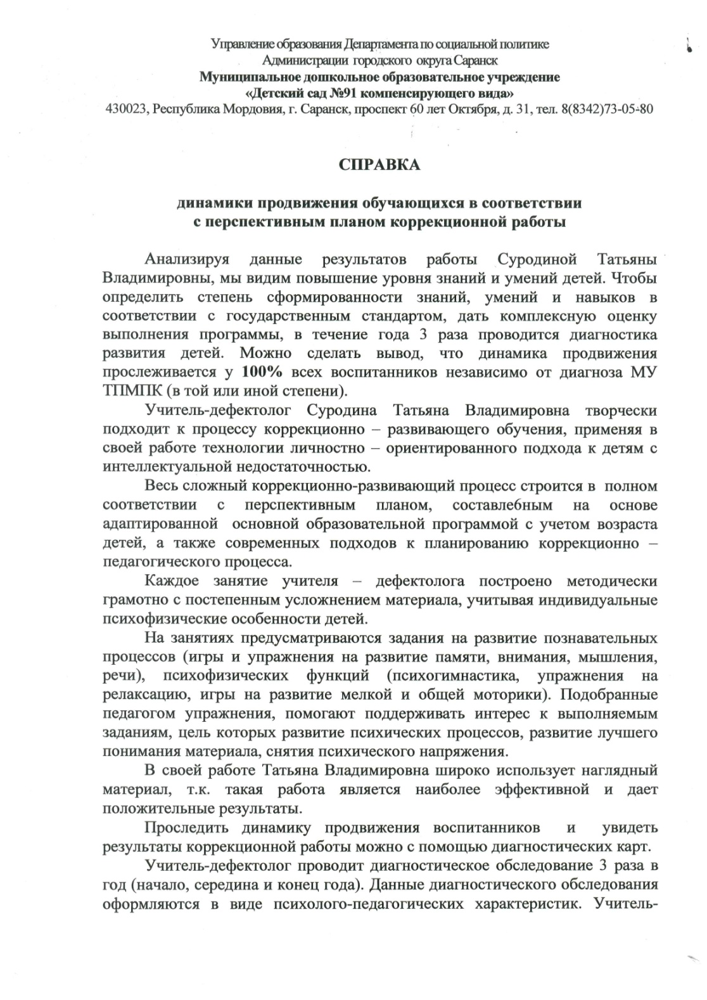 Управление образования Департамента по социальной политике
Администрации городского округа Саранск
Муниципальное дошкольное образовательное учреждение
«Детский сад №91 компенсирующего вида»
430023, Республика Мордовия, г. Саранск, проспект 60 лет Октября, д. 31, тел. 8(8342)73-05-80
СПРАВКА
динамики продвижения обучающихся в соответствии
с перспективным планом коррекционной работы
Анализируя данные результатов работы Суродиной Татьяны
Владимировны, мы видим повышение уровня знаний и умений детей. Чтобы
определить степень сформированности знаний, умений и навыков в
соответствии с государственным стандартом, дать комплексную оценку
выполнения программы, в течение года 3 раза проводится диагностика
развития детей. Можно сделать вывод, что динамика продвижения
прослеживается у 100% всех воспитанников независимо от диагноза МУ
ТПМПК (в той или иной степени).
Учитель-дефектолог Суродина Татьяна Владимировна творчески
подходит к процессу коррекционно – развивающего обучения, применяя в
своей работе технологии личностно – ориентированного подхода к детям с
интеллектуальной недостаточностью.
Весь сложный коррекционно-развивающий процесс строится в полном
соответствии с перспективным планом, составле6ным на основе
адаптированной основной образовательной программой с учетом возраста
детей, а также современных подходов к планированию коррекционно –
педагогического процесса.
Каждое занятие учителя – дефектолога построено методически
грамотно с постепенным усложнением материала, учитывая индивидуальные
психофизические особенности детей.
На занятиях предусматриваются задания на развитие познавательных
процессов (игры и упражнения на развитие памяти, внимания, мышления,
речи), психофизических функций (психогимнастика, упражнения на
релаксацию, игры на развитие мелкой и общей моторики). Подобранные
педагогом упражнения, помогают поддерживать интерес к выполняемым
заданиям, цель которых развитие психических процессов, развитие лучшего
понимания материала, снятия психического напряжения.
В своей работе Татьяна Владимировна широко использует наглядный
материал, т.к. такая работа является наиболее эффективной и дает
положительные результаты.
Проследить динамику продвижения воспитанников и увидеть
результаты коррекционной работы можно с помощью диагностических карт.
Учитель-дефектолог проводит диагностическое обследование 3 раза в
год (начало, середина и конец года). Данные диагностического обследования
оформляются в виде психолого-педагогических характеристик. Учитель-